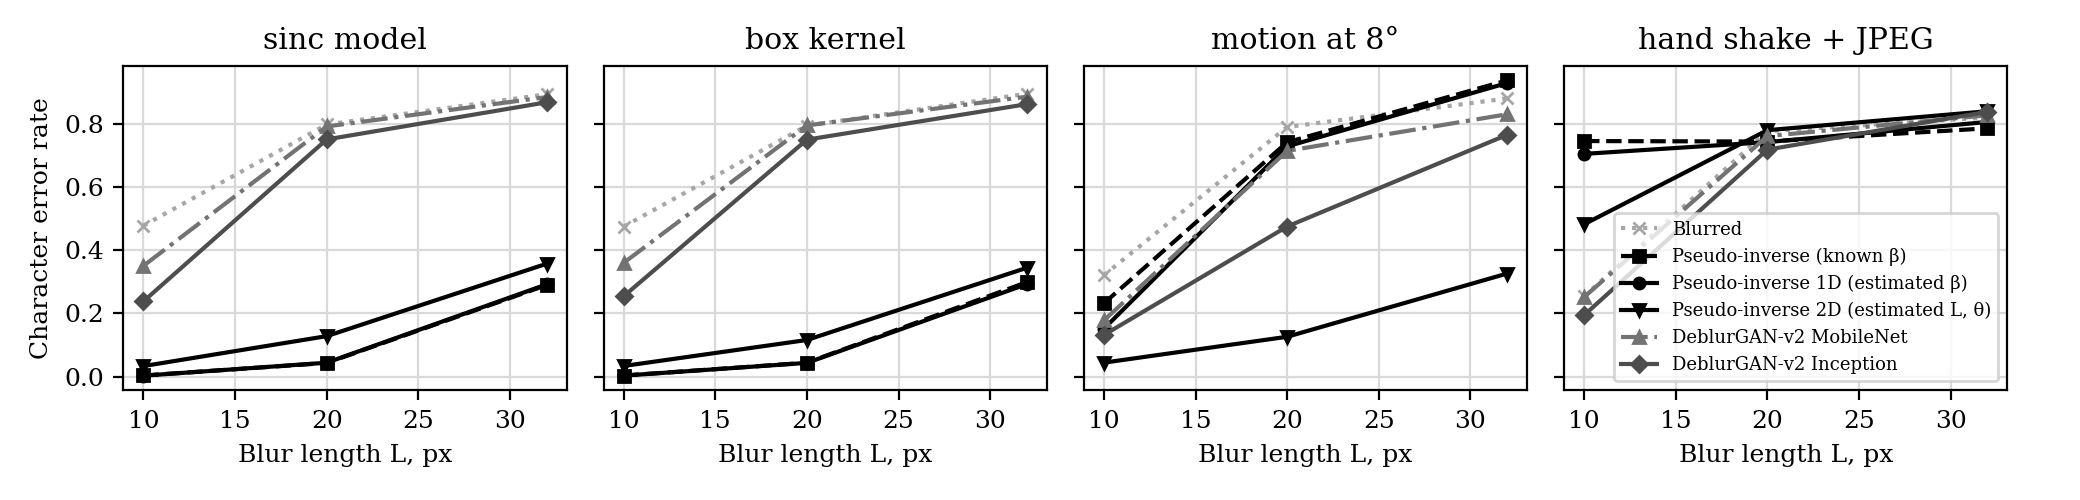 sinc model
box kernel
motion at 8°
hand shake + JPEG
Character error rate
0.8
0.6
0.4
0.2
0.0
10 15 20 25 30
10 15 20 25 30
10 15 20 25 30
10 15 20 25 30
Blur length L, px
Blur length L, px
Blur length L, px
Blur length L, px
Blurred
Pseudo-inverse (known β)
Pseudo-inverse 1D (estimated β)
Pseudo-inverse 2D (estimated L, θ)
DeblurGAN-v2 MobileNet
DeblurGAN-v2 Inception